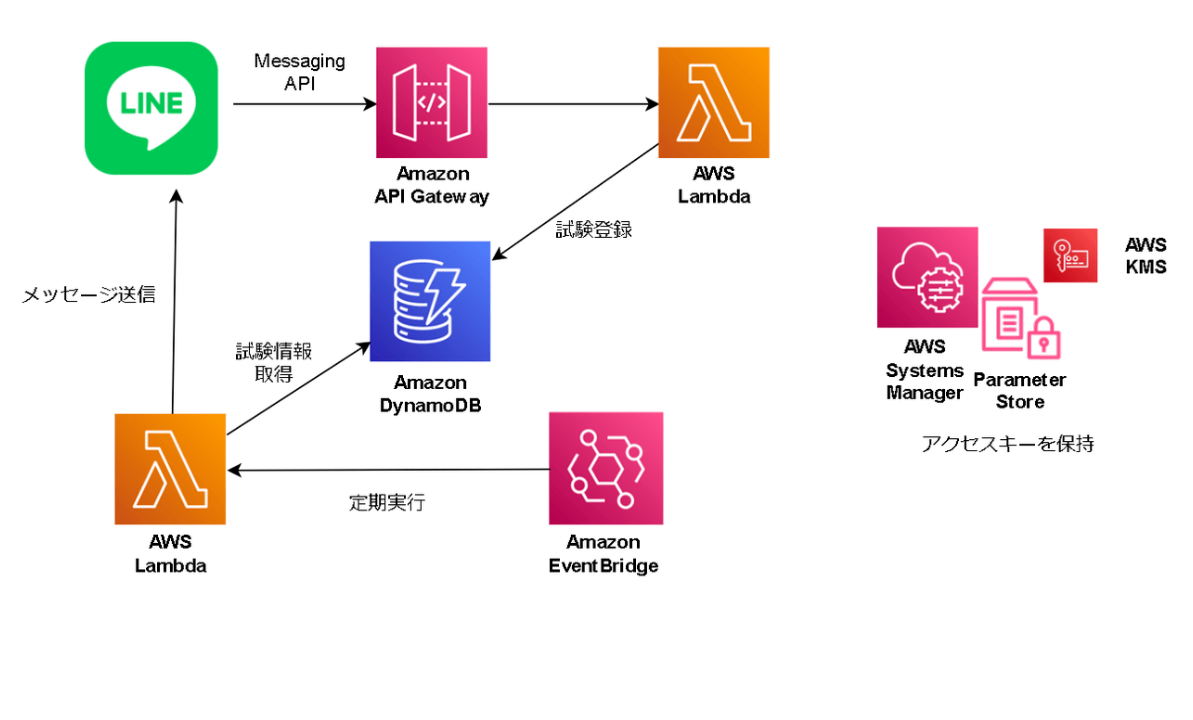 LINE
Messaging
API
Amazon
API Gateway
AWS
Lambda
試験登録
メッセージ送信
試験情報
取得
Amazon
DynamoDB
AWS
Lambda
定期実行
Amazon
EventBridge
AWS
KMS
AWS
Systems
Manager
Parameter
Store
アクセスキーを保持